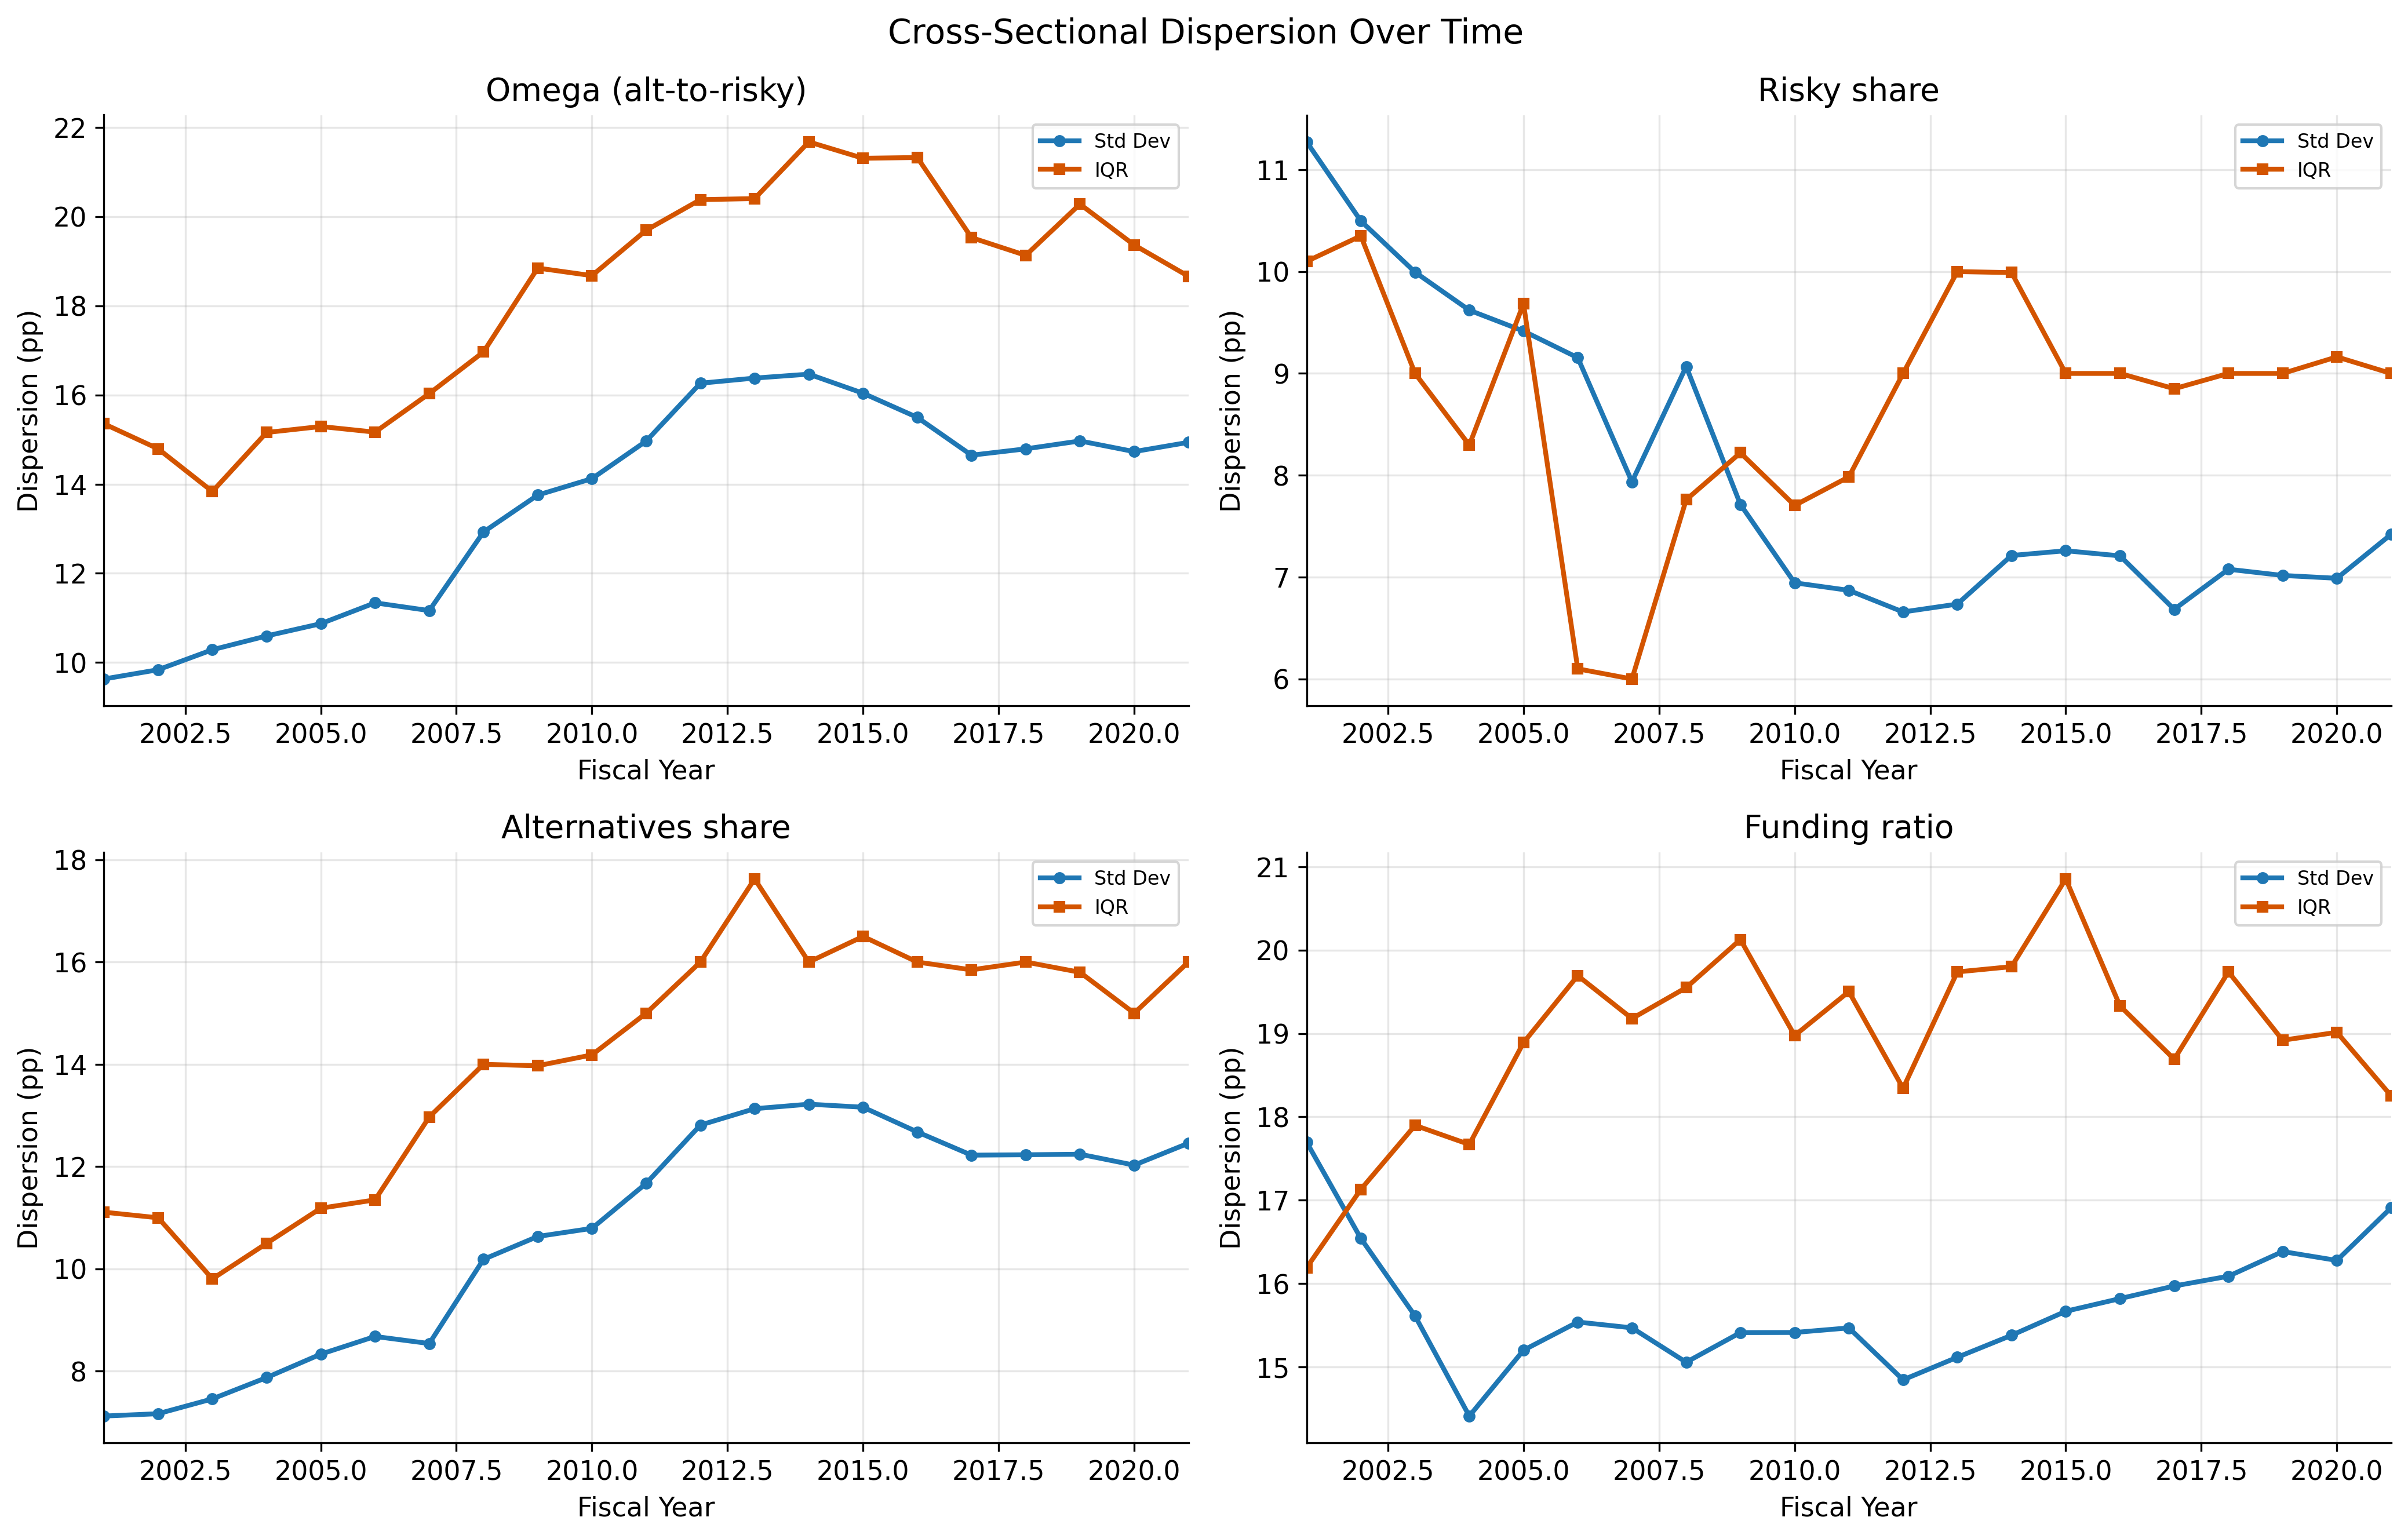 Cross-Sectional Dispersion Over Time
Omega (alt-to-risky)
Dispersion (pp)
22
20
18
16
14
12
10
Std Dev
IQR
2002.5 2005.0 2007.5 2010.0 2012.5 2015.0 2017.5 2020.0
Fiscal Year
Risky share
Dispersion (pp)
11
10
9
8
7
6
Std Dev
IQR
2002.5 2005.0 2007.5 2010.0 2012.5 2015.0 2017.5 2020.0
Fiscal Year
Alternatives share
Dispersion (pp)
18
16
14
12
10
8
Std Dev
IQR
2002.5 2005.0 2007.5 2010.0 2012.5 2015.0 2017.5 2020.0
Fiscal Year
Funding ratio
Dispersion (pp)
21
20
19
18
17
16
15
Std Dev
IQR
2002.5 2005.0 2007.5 2010.0 2012.5 2015.0 2017.5 2020.0
Fiscal Year